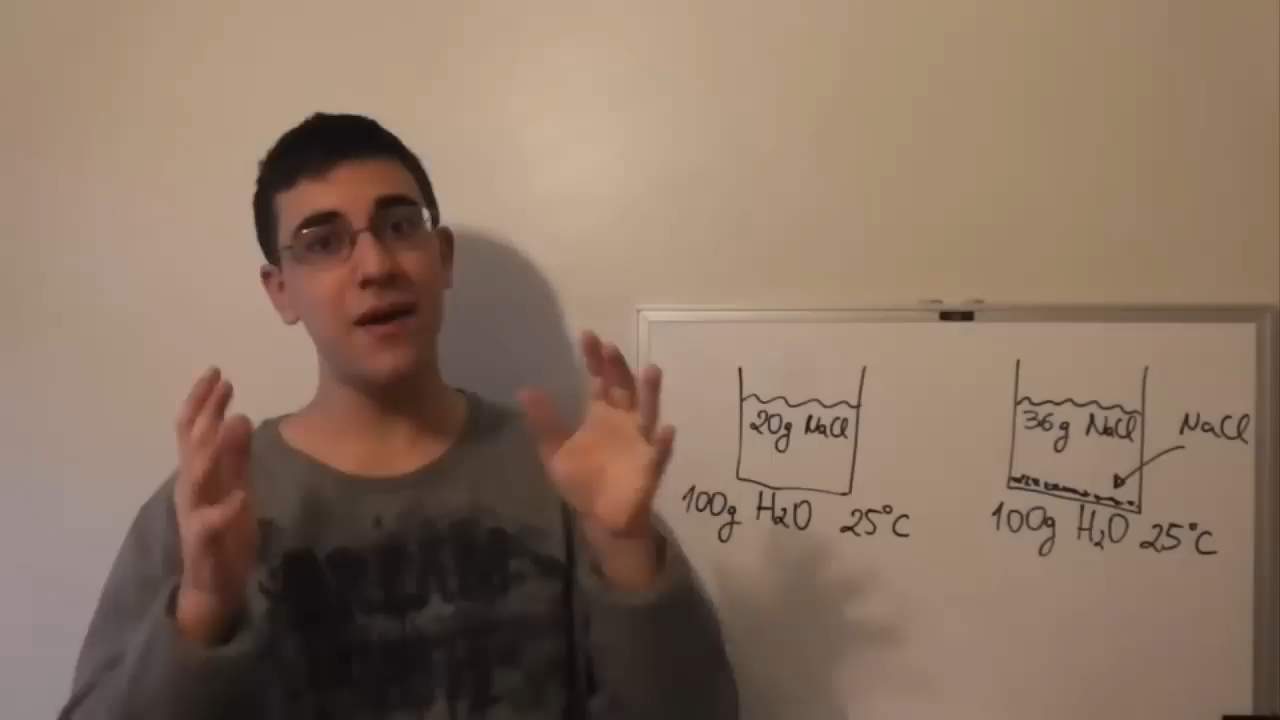 20g NaCl
100g H2O 25°C
36g NaCl
NaCl
100g H2O 25°C